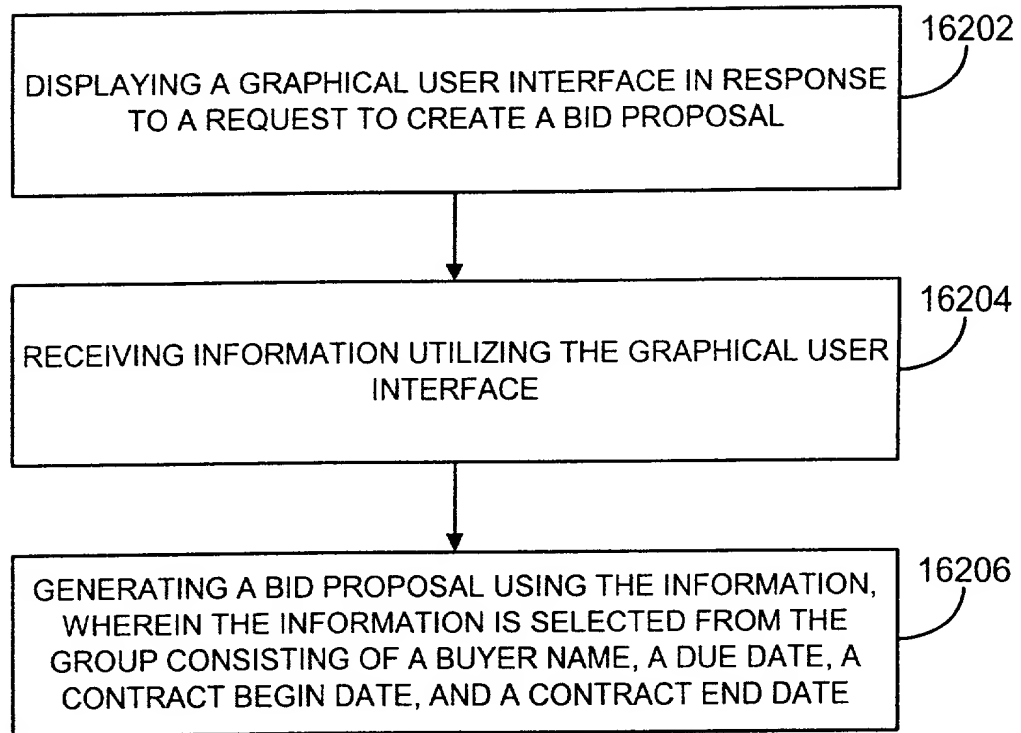 16202
DISPLAYING A GRAPHICAL USER INTERFACE IN RESPONSE
TO A REQUEST TO CREATE A BID PROPOSAL
16204
RECEIVING INFORMATION UTILIZING THE GRAPHICAL USER
INTERFACE
16206
GENERATING A BID PROPOSAL USING THE INFORMATION,
WHEREIN THE INFORMATION IS SELECTED FROM THE
GROUP CONSISTING OF A BUYER NAME, A DUE DATE, A
CONTRACT BEGIN DATE, AND A CONTRACT END DATE